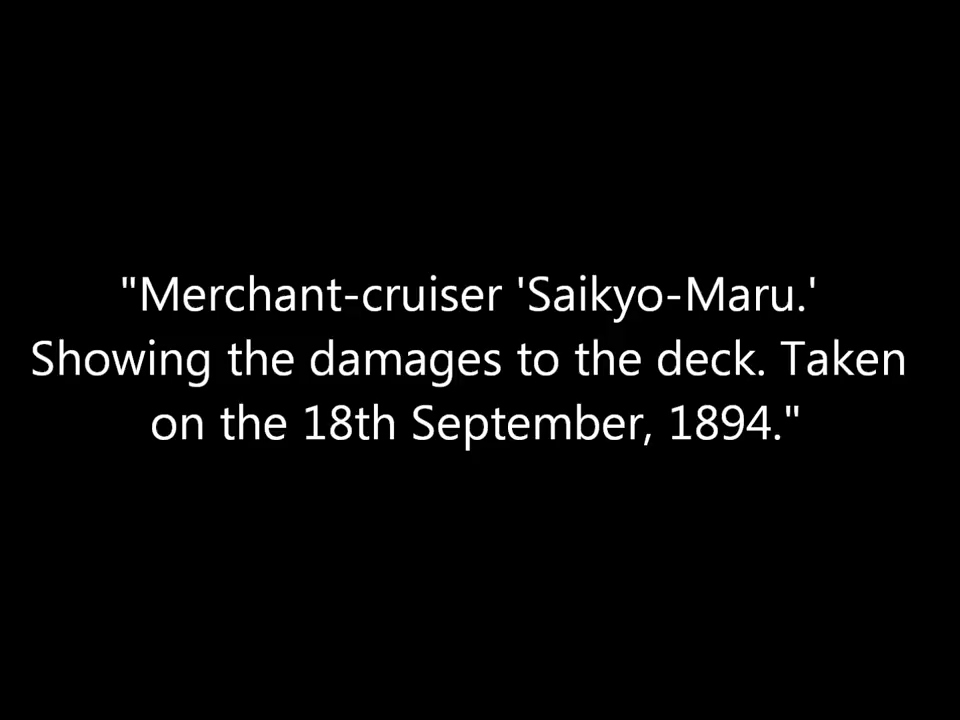 "Merchant-cruiser 'Saikyo-Maru.'
Showing the damages to the deck. Taken
on the 18th September, 1894."